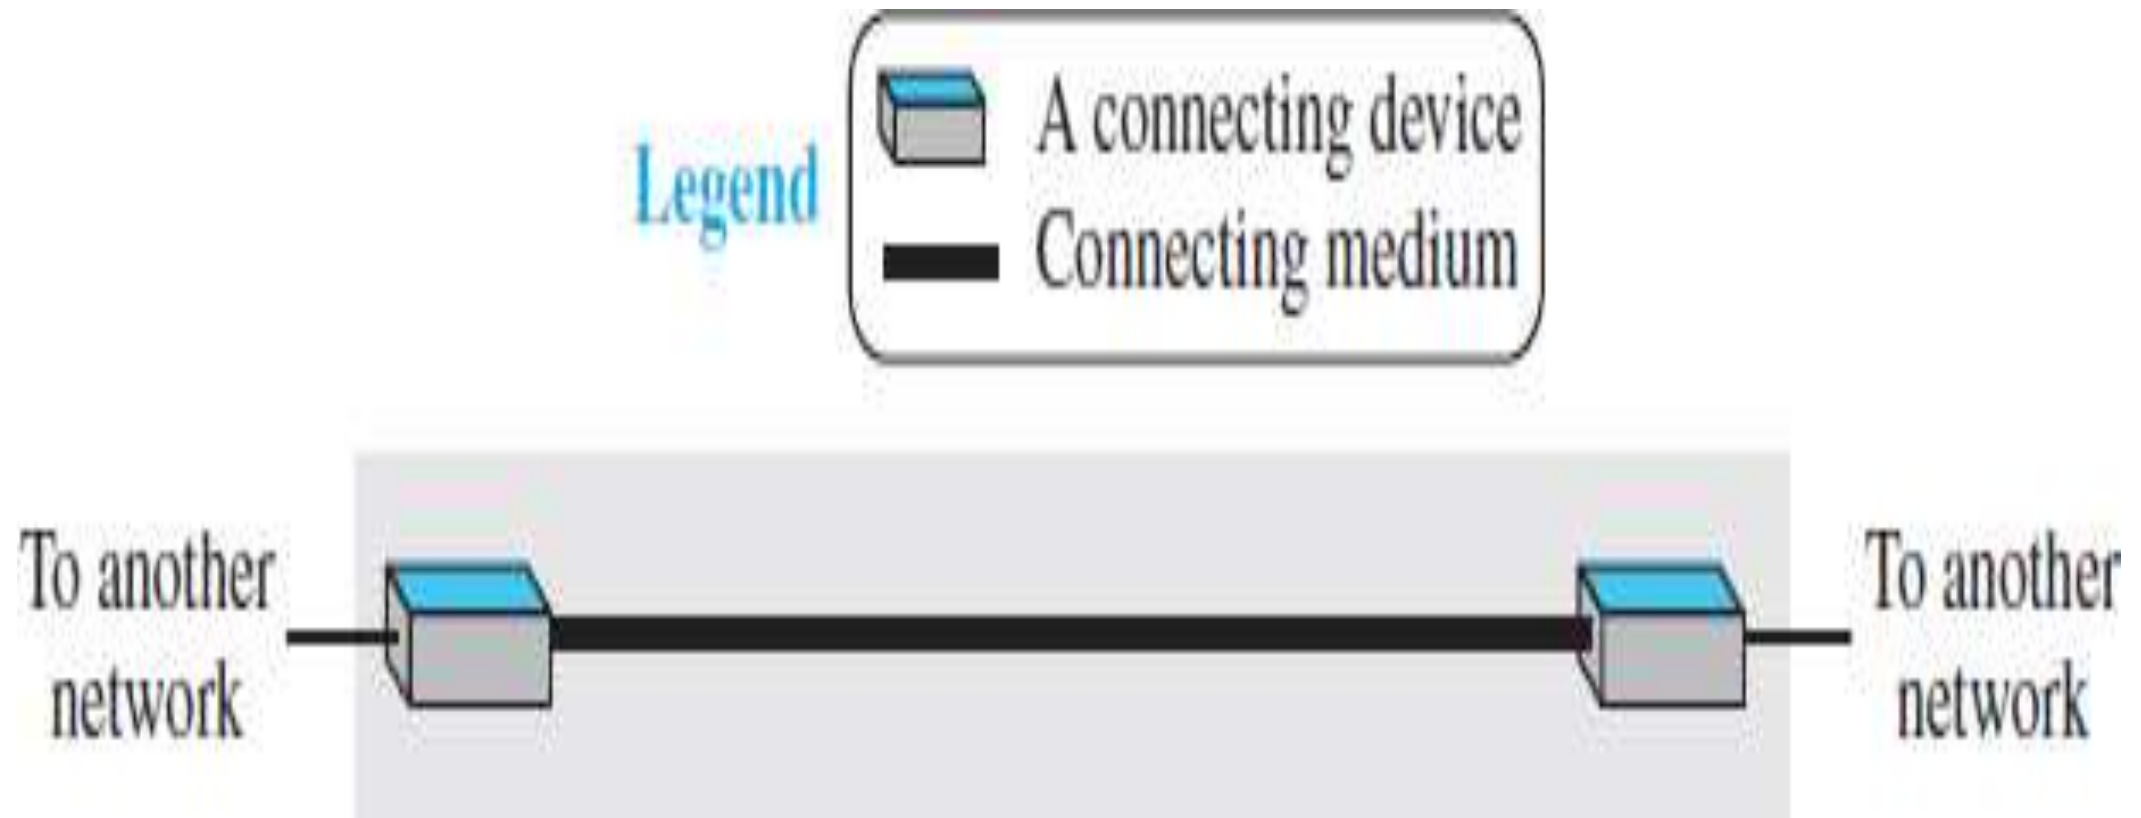 Legend
A connecting device
Connecting medium
To another
network
To another
network